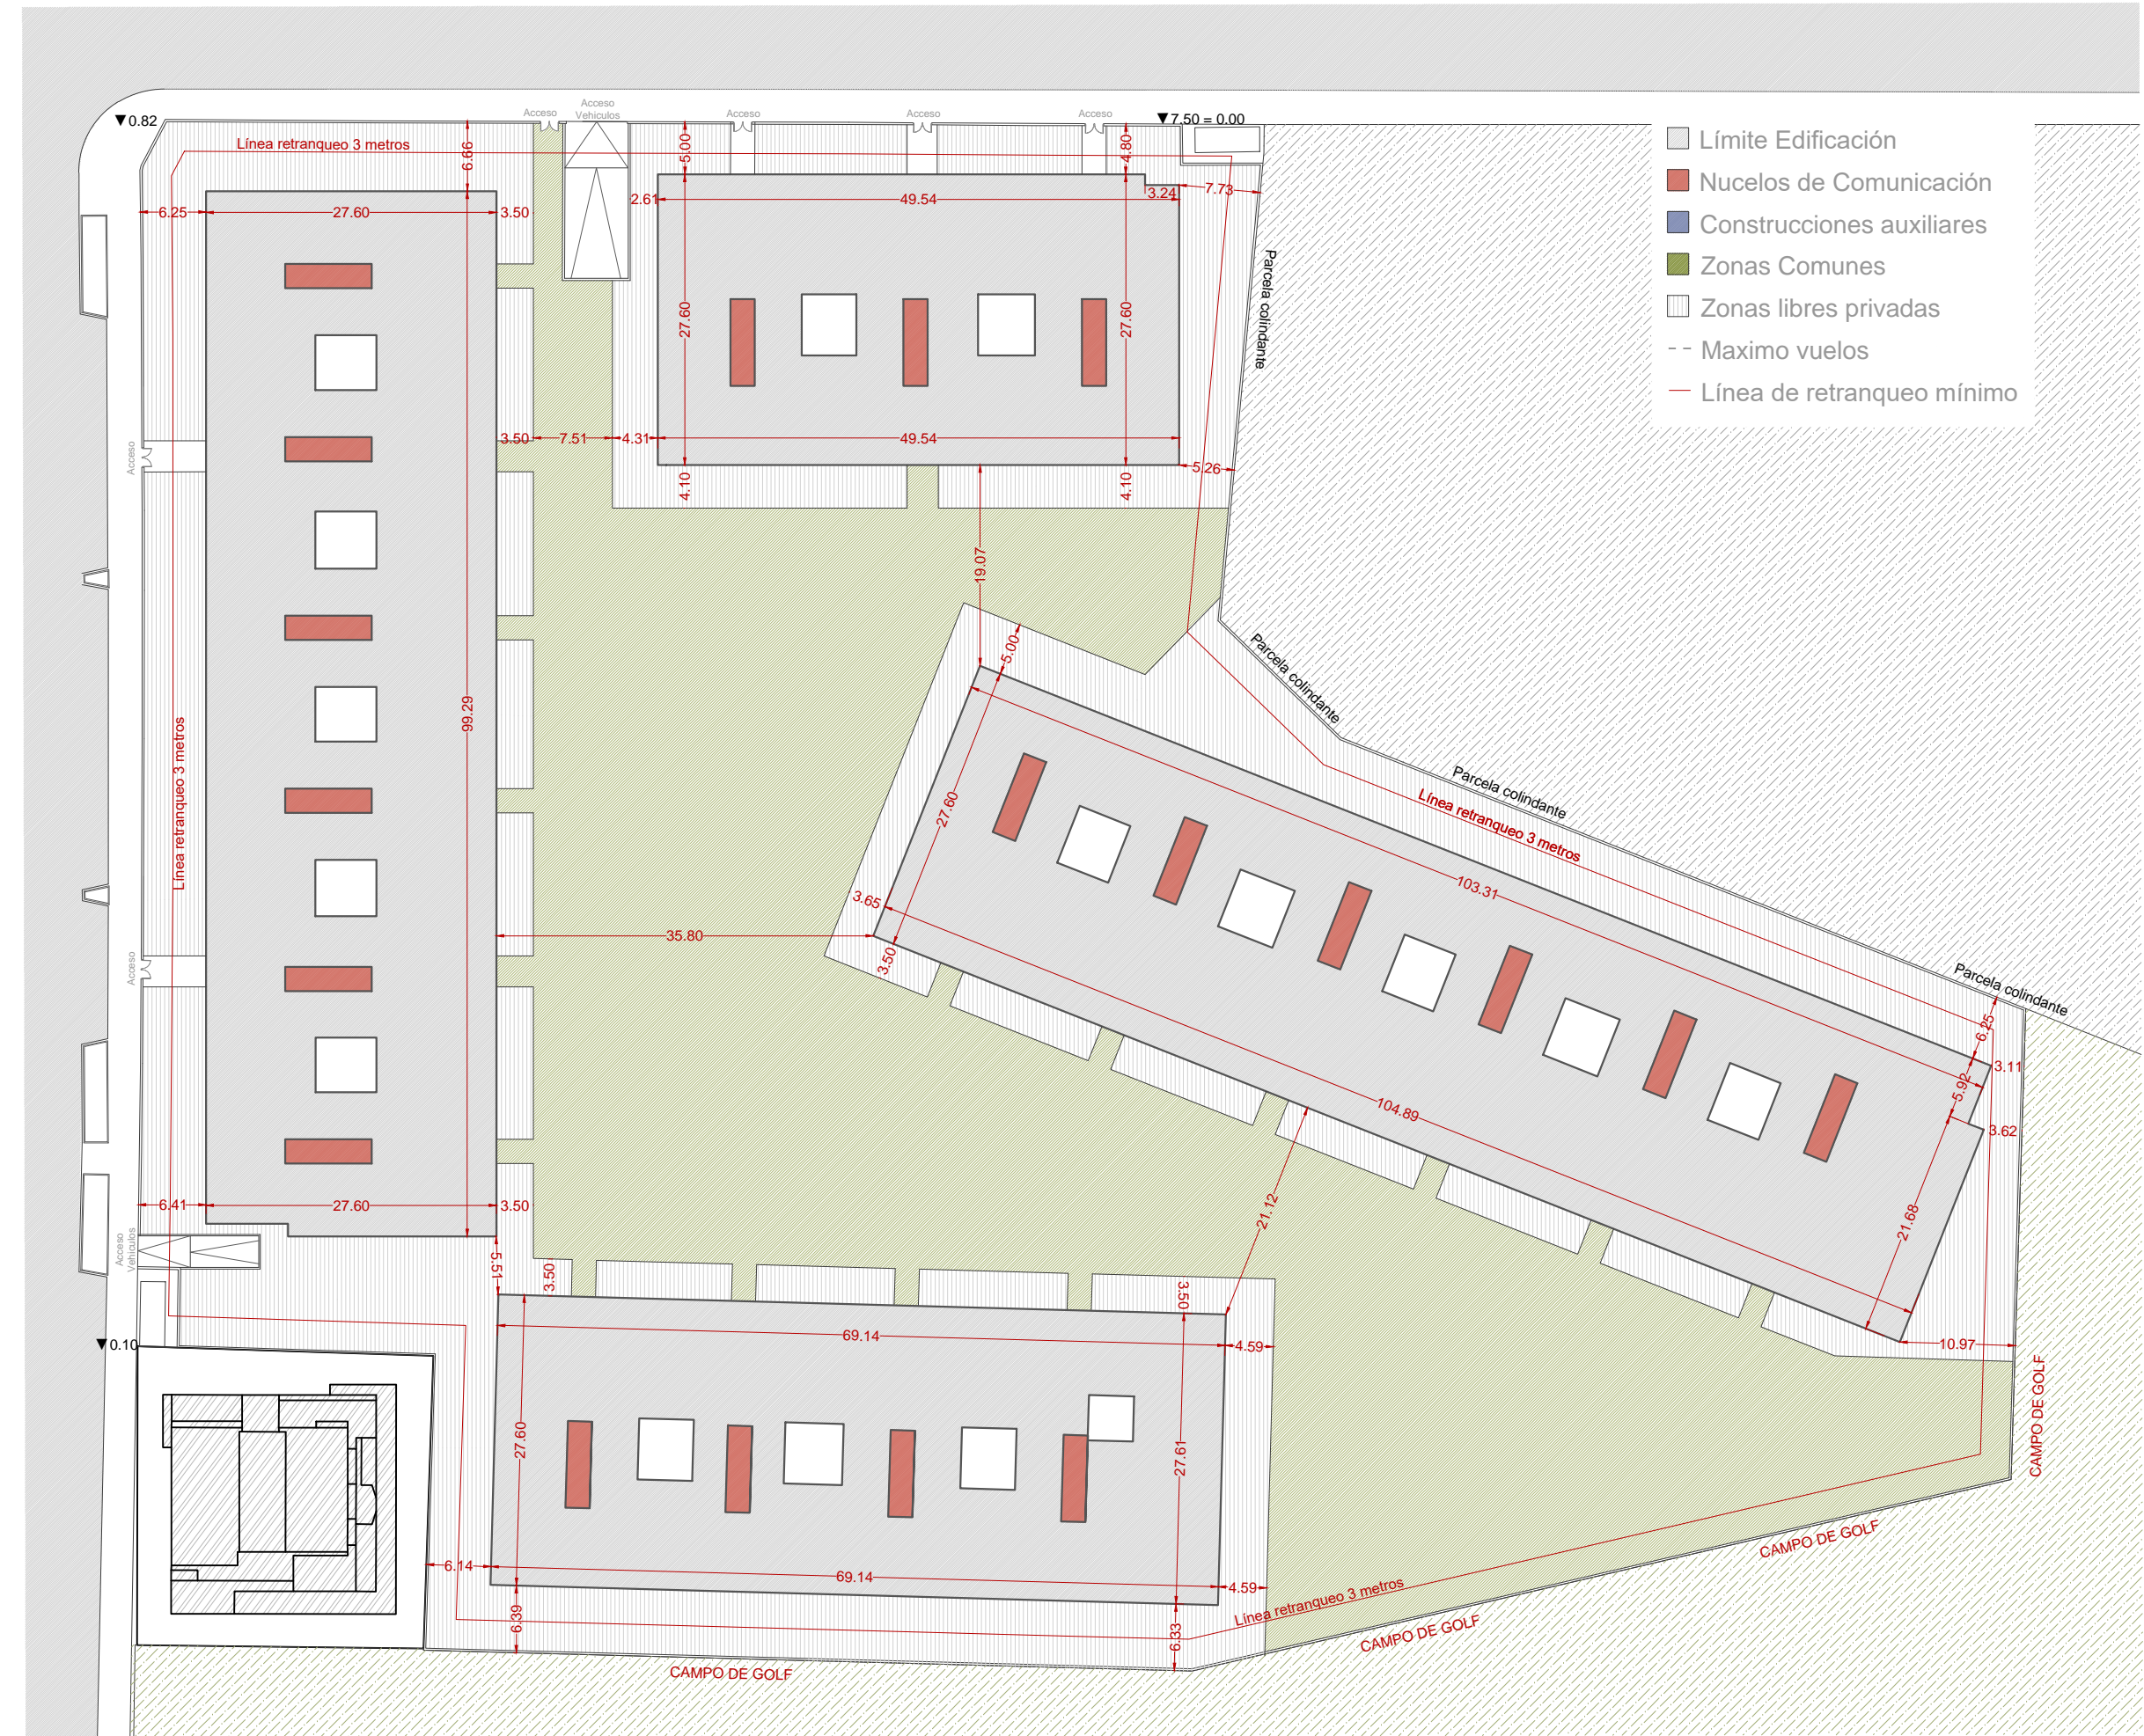 Acceso
Vehiculos
Acceso
Acceso
Acceso
Acceso
0.82
7.50 = 0.00
Línea retranqueo 3 metros
6.66
5.00
4.80
Límite Edificación
Nucelos de Comunicación
Construcciones auxiliares
Zonas Comunes
Zonas libres privadas
Maximo vuelos
Línea de retranqueo mínimo
6.25
27.60
3.50
2.61
49.54
3.24
7.73
Parcela colindante
27.60
27.60
Acceso
3.50
7.51
4.31
49.54
5.26
4.10
4.10
19.07
5.00
Parcela colindante
99.29
Línea retranqueo 3 metros
Parcela colindante
Línea retranqueo 3 metros
27.60
103.31
3.65
35.80
3.50
Acceso
Parcela colindante
6.25
3.11
5.92
3.62
104.89
21.12
21.68
6.41
27.60
3.50
Acceso
Vehículos
5.51
3.50
3.50
0.10
69.14
4.59
10.97
CAMPO DE GOLF
27.60
27.61
6.14
69.14
4.59
6.39
6.33
Línea retranqueo 3 metros
CAMPO DE GOLF
CAMPO DE GOLF
CAMPO DE GOLF